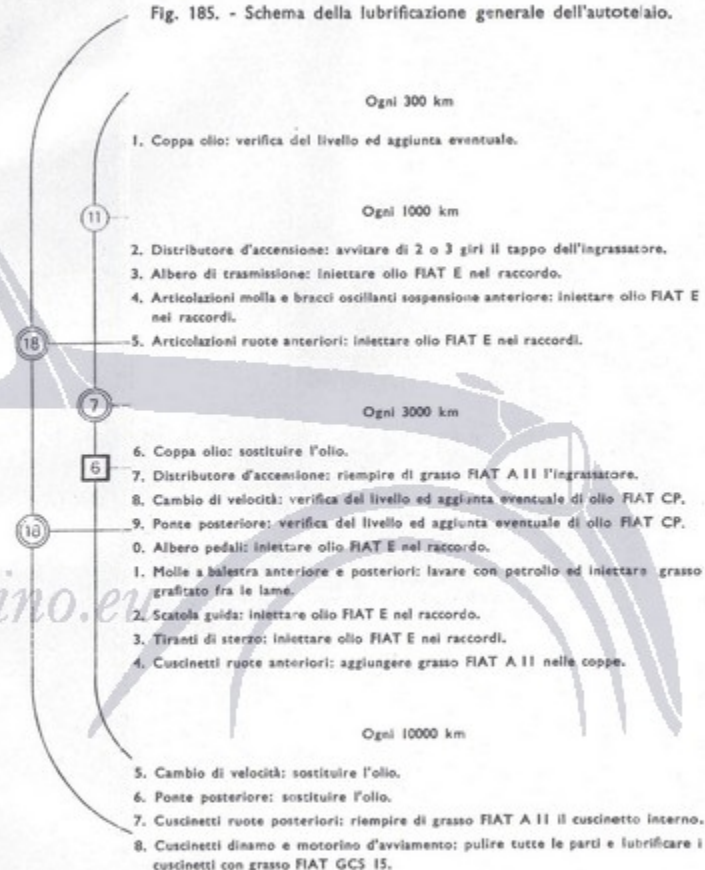 Fig. 185. - Schema della lubrificazione generale dell'autotelaio.
Ogni 300 km
1. Coppa olio: verifica del livello ed aggiunta eventuale.
11
Ogni 1000 km
2. Distributore d'accensione: avvitare di 2 o 3 giri il tappo dell'ingrassatore.
3. Albero di trasmissione: iniettare olio FIAT E nel raccordo.
4. Articolazioni molla e bracci oscillanti sospensione anteriore: iniettare olio FIAT E
nei raccordi.
18
5. Articolazioni ruote anteriori: iniettare olio FIAT E nei raccordi.
7
Ogni 3000 km
6. Coppa olio: sostituire l'olio.
6
7. Distributore d'accensione: riempire di grasso FIAT A 11 l'ingrassatore.
8. Cambio di velocità: verifica del livello ed aggiunta eventuale di olio FIAT CP.
18
9. Ponte posteriore: verifica del livello ed aggiunta eventuale di olio FIAT CP.
0. Albero pedali: iniettare olio FIAT E nel raccordo.
1. Molle a balestra anteriore e posteriori: lavare con petrolio ed iniettare grasso
grafitato fra le lame.
ino.eu
2. Scatola guida: iniettare olio FIAT E nel raccordo.
3. Tiranti di sterzo: iniettare olio FIAT E nei raccordi.
4. Cuscinetti ruote anteriori: aggiungere grasso FIAT A 11 nelle coppe.
Ogni 10000 km
5. Cambio di velocità: sostituire l'olio.
6. Ponte posteriore: sostituire l'olio.
7. Cuscinetti ruote posteriori: riempire di grasso FIAT A 11 il cuscinetto interno.
8. Cuscinetti dinamo e motorino d'avviamento: pulire tutte le parti e lubrificare i
cuscinetti con grasso FIAT GCS 15.